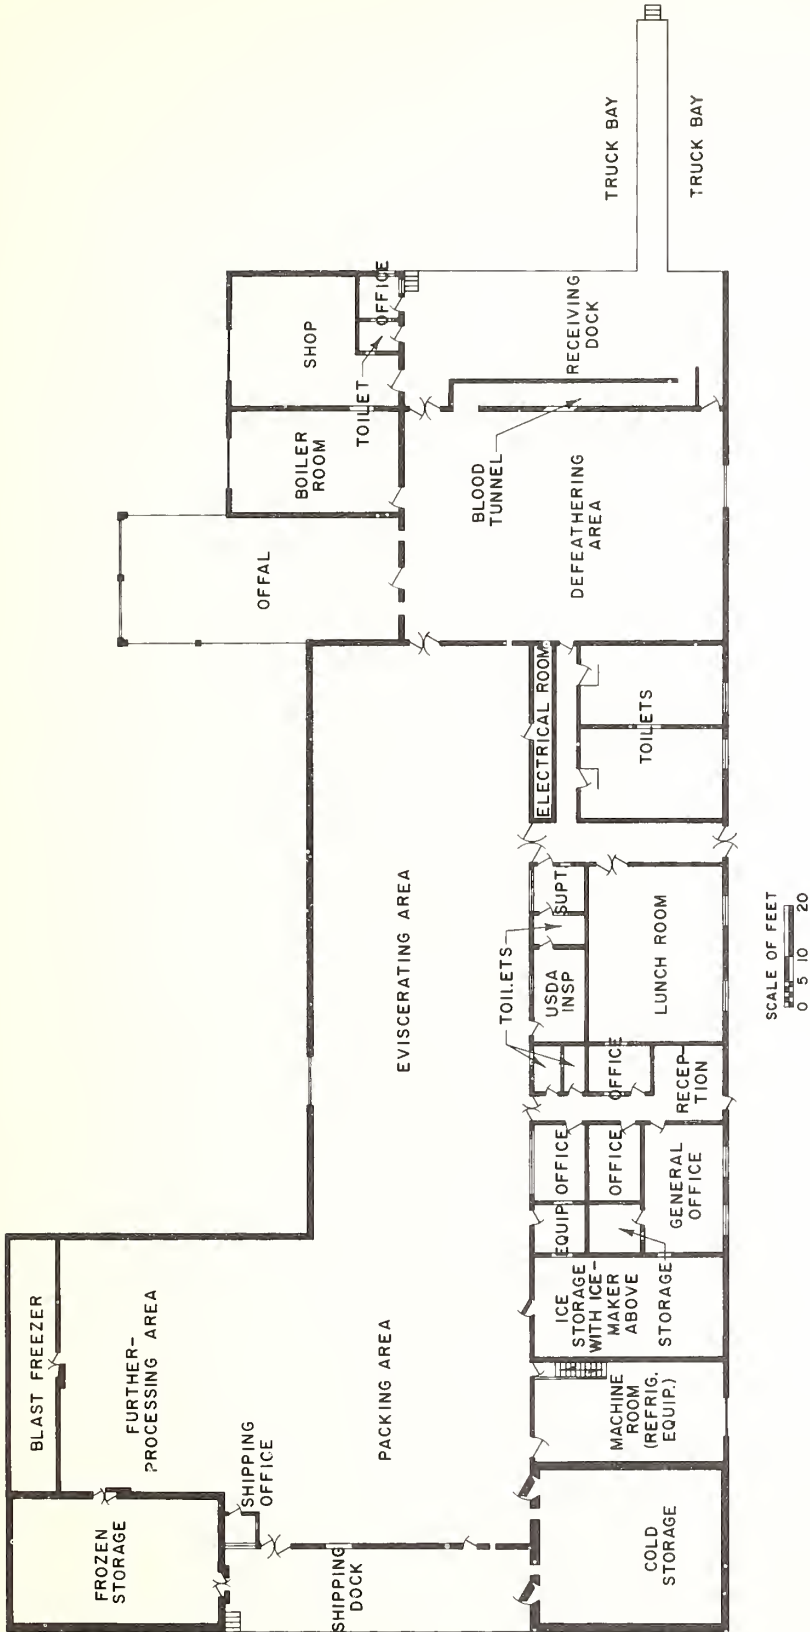 TRUCK BAY
TRUCK BAY
OFFICE
SHOP
TOILET
RECEIVING
DOCK
BOILER
ROOM
BLOOD
TUNNEL
DEFEATHERING
AREA
OFFAL
ELECTRICAL ROOM
TOILETS
EVISCERATING AREA
SUPT.
TOILETS
USDA
INSP
LUNCH ROOM
OFFICE
RECEP
TION
OFFICE
OFFICE
GENERAL
OFFICE
EQUIP
STORAGE
ICE
STORAGE
WITH ICE-
MAKER
ABOVE
BLAST FREEZER
FURTHER-
PROCESSING AREA
PACKING AREA
MACHINE
ROOM
(REFRIG.
EQUIP.)
SHIPPING
OFFICE
FROZEN
STORAGE
SHIPPING
DOCK
COLD
STORAGE
SCALE OF FEET
0 5 10 20